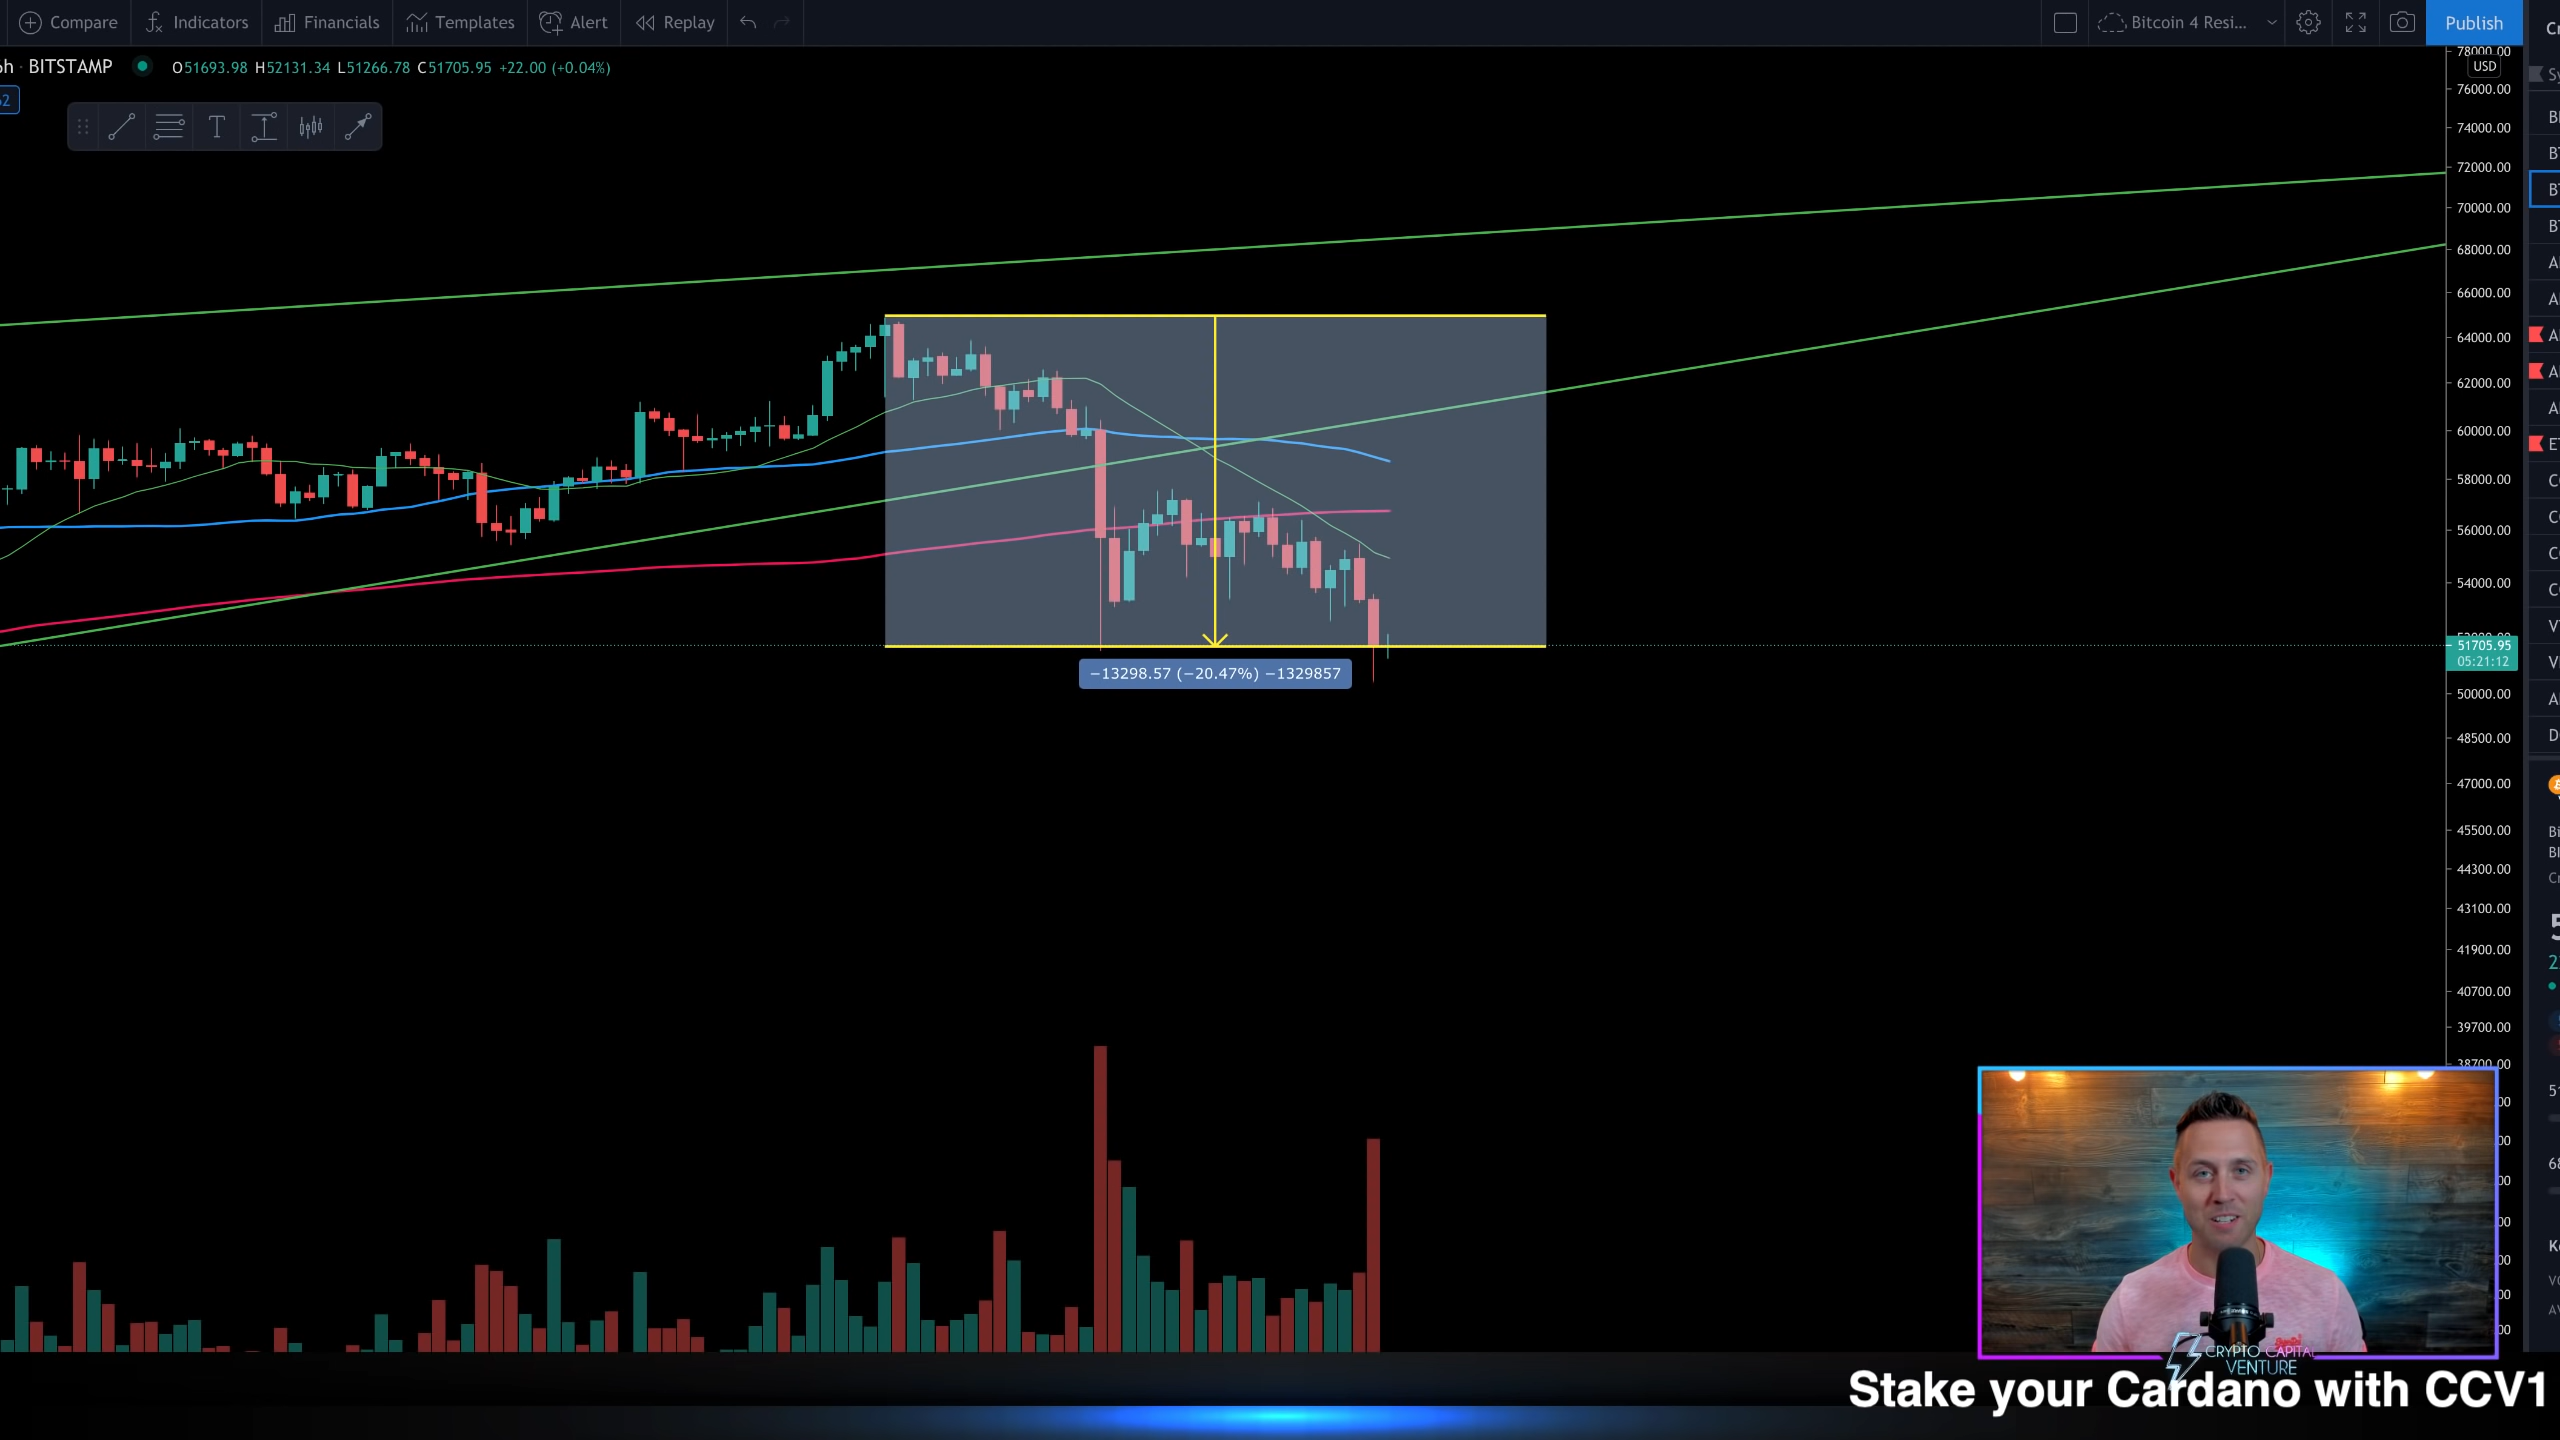 Compare
Indicators
Financials
Templates
Alert
Replay
Bitcoin 4 Resi...
Publish
BITSTAMP
O51693.98 H52131.34 L51266.78 C51705.95 +22.00 (+0.04%)
T
78000.00
USD
76000.00
74000.00
72000.00
70000.00
68000.00
66000.00
64000.00
62000.00
60000.00
58000.00
56000.00
54000.00
51705.95
05:21:12
−13298.57 (−20.47%) −1329857
50000.00
48500.00
47000.00
45500.00
44300.00
43100.00
41900.00
40700.00
39700.00
38700.00
CRYPTO CAPITAL
VENTURE
Stake your Cardano with CCV1